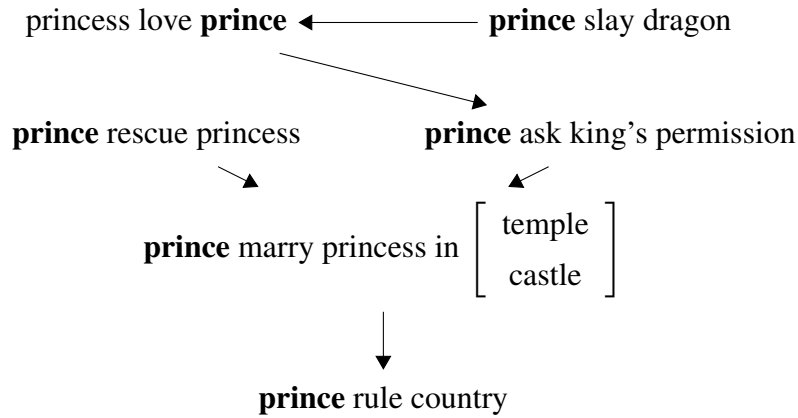 princess love prince prince slay dragon
prince rescue princess prince ask king's permission
prince marry princess in
temple
castle
prince rule country